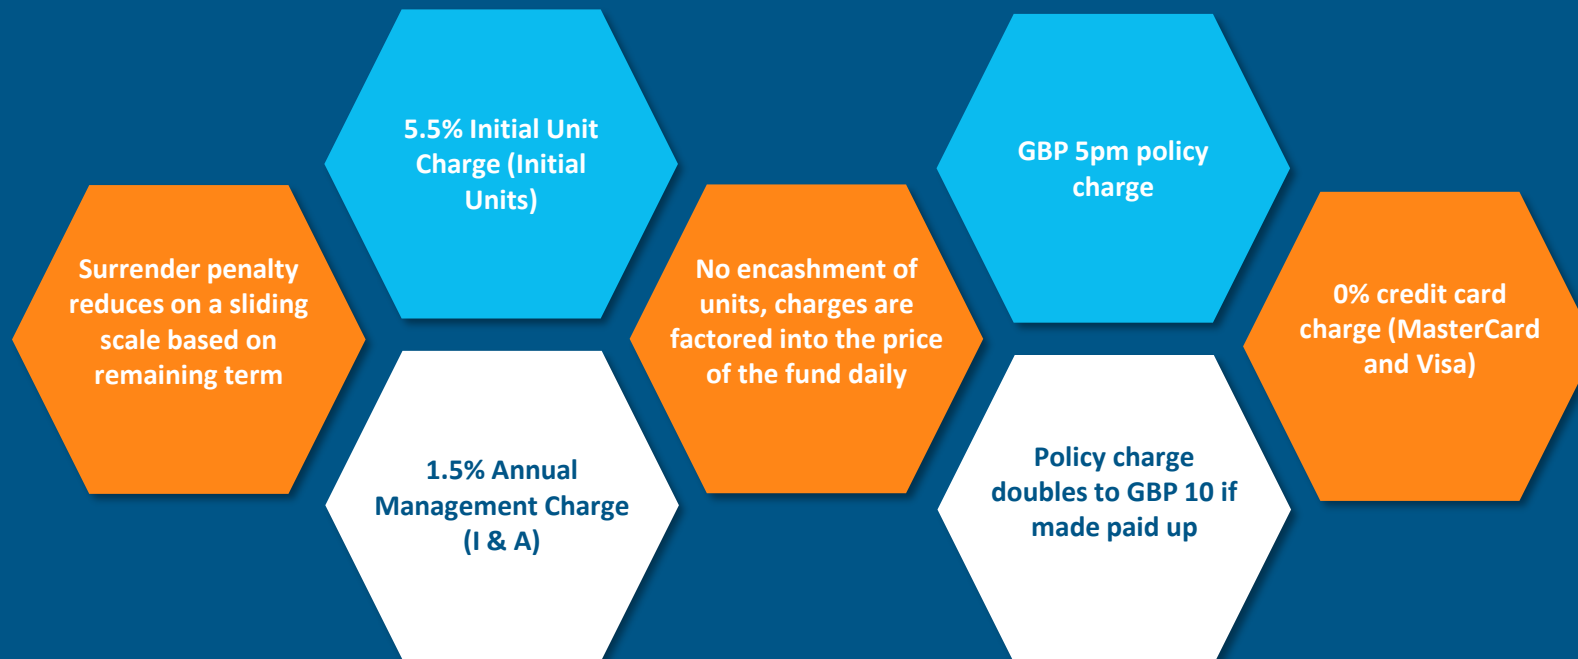 Surrender penalty
reduces on a sliding
scale based on
remaining term
5.5% Initial Unit
Charge (Initial
Units)
1.5% Annual
Management Charge
(I & A)
No encashment of
units, charges are
factored into the price
of the fund daily
GBP 5pm policy
charge
Policy charge
doubles to GBP 10 if
made paid up
0% credit card
charge (MasterCard
and Visa)